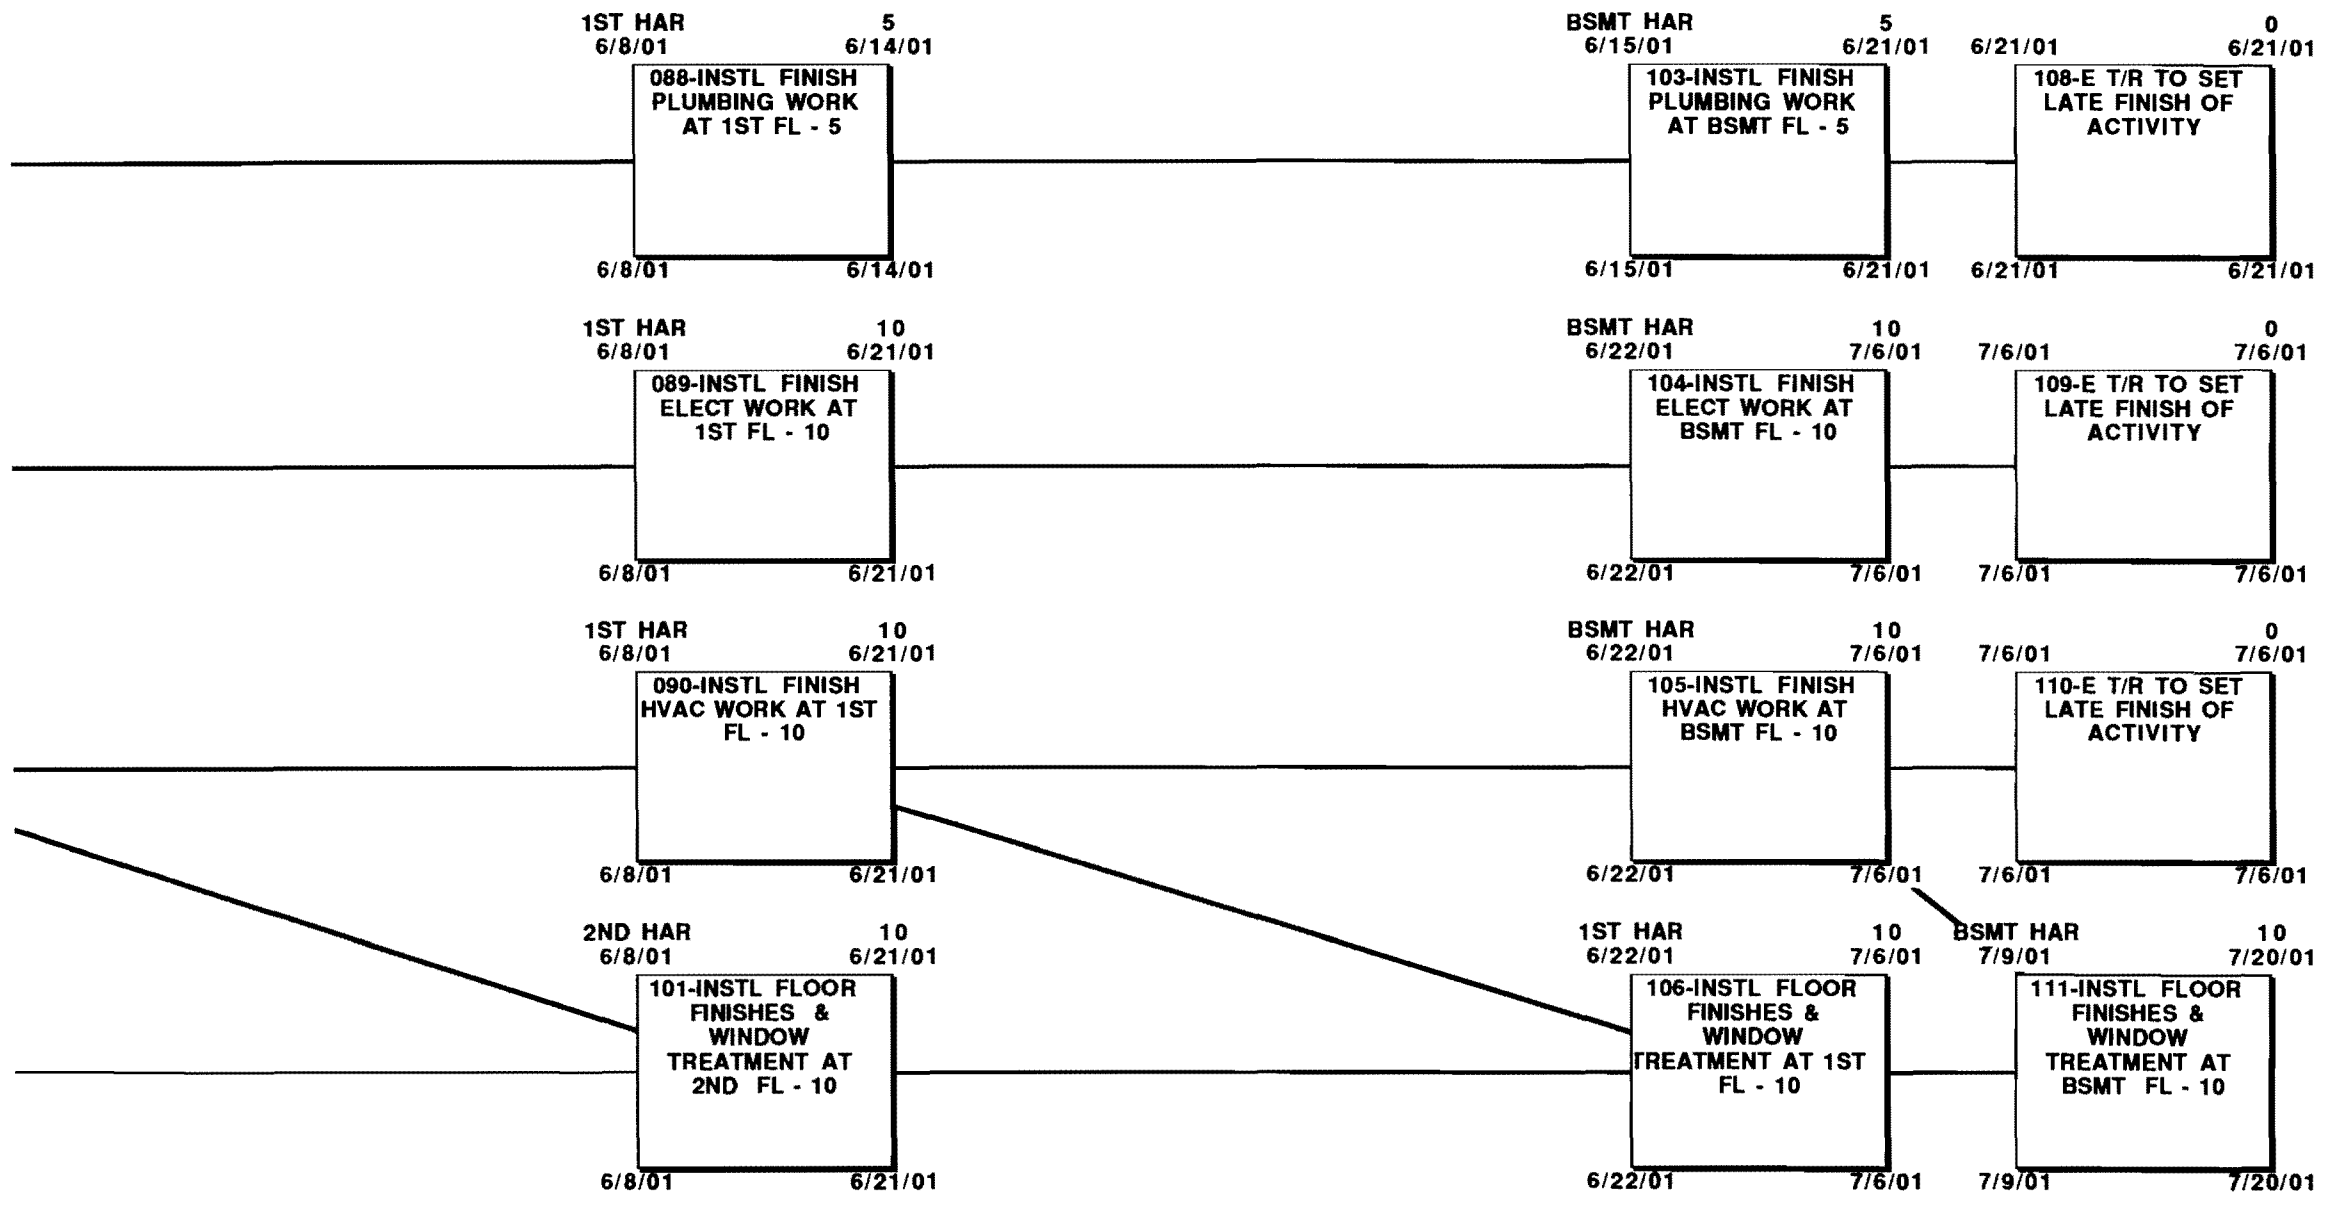 1ST HAR 5
6/8/01 6/14/01
088-INSTL FINISH
PLUMBING WORK
AT 1ST FL - 5
6/8/01 6/14/01
BSMT HAR 5
6/15/01 6/21/01
103-INSTL FINISH
PLUMBING WORK
AT BSMT FL - 5
6/15/01 6/21/01
0
6/21/01 6/21/01
108-E T/R TO SET
LATE FINISH OF
ACTIVITY
6/21/01 6/21/01
1ST HAR 10
6/8/01 6/21/01
089-INSTL FINISH
ELECT WORK AT
1ST FL - 10
6/8/01 6/21/01
BSMT HAR 10
6/22/01 7/6/01
104-INSTL FINISH
ELECT WORK AT
BSMT FL - 10
6/22/01 7/6/01
0
7/6/01 7/6/01
109-E T/R TO SET
LATE FINISH OF
ACTIVITY
7/6/01 7/6/01
1ST HAR 10
6/8/01 6/21/01
090-INSTL FINISH
HVAC WORK AT 1ST
FL - 10
6/8/01 6/21/01
BSMT HAR 10
6/22/01 7/6/01
105-INSTL FINISH
HVAC WORK AT
BSMT FL - 10
6/22/01 7/6/01
0
7/6/01 7/6/01
110-E T/R TO SET
LATE FINISH OF
ACTIVITY
7/6/01 7/6/01
2ND HAR 10
6/8/01 6/21/01
101-INSTL FLOOR
FINISHES &
WINDOW
TREATMENT AT
2ND FL - 10
6/8/01 6/21/01
1ST HAR 10
6/22/01 7/6/01
106-INSTL FLOOR
FINISHES &
WINDOW
TREATMENT AT 1ST
FL - 10
6/22/01 7/6/01
BSMT HAR 10
7/9/01 7/20/01
111-INSTL FLOOR
FINISHES &
WINDOW
TREATMENT AT
BSMT FL - 10
7/9/01 7/20/01